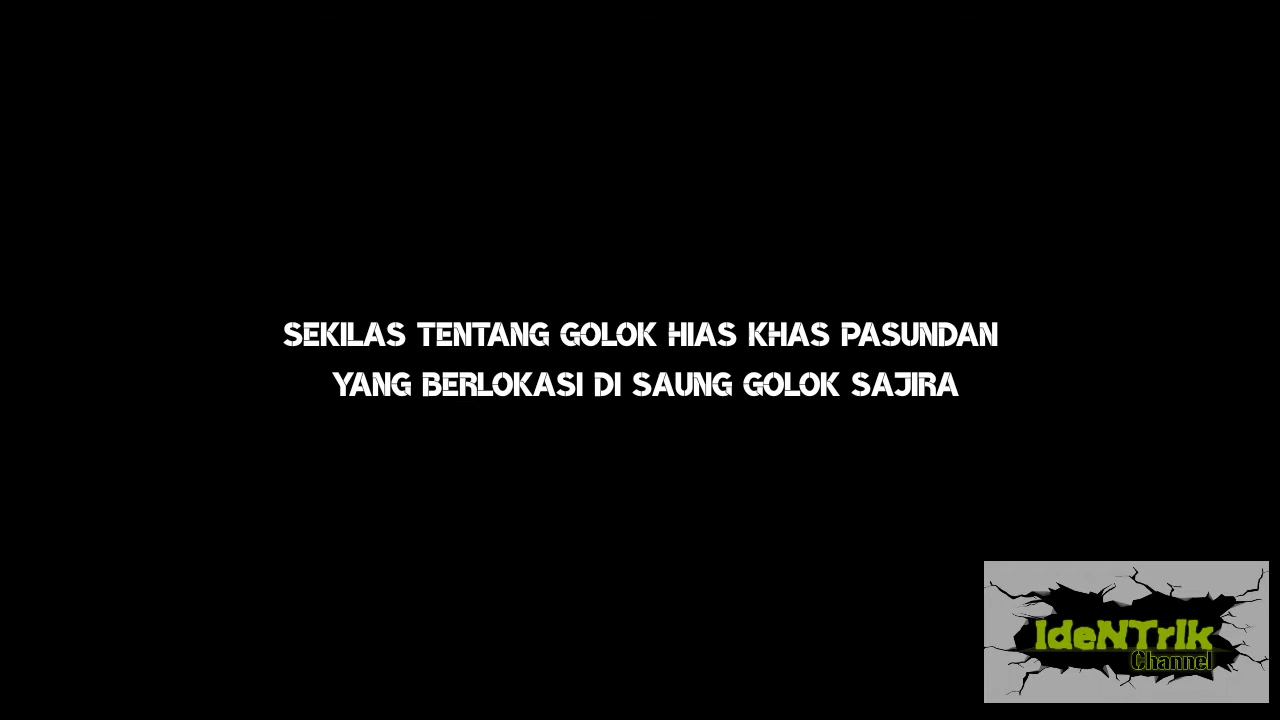 SEKILAS TENTANG GOLOK HIAS KHAS PASUNDAN
YANG BERLOKASI DI SAUNG GOLOK SAJIRA
IdeNTrIk
Channel